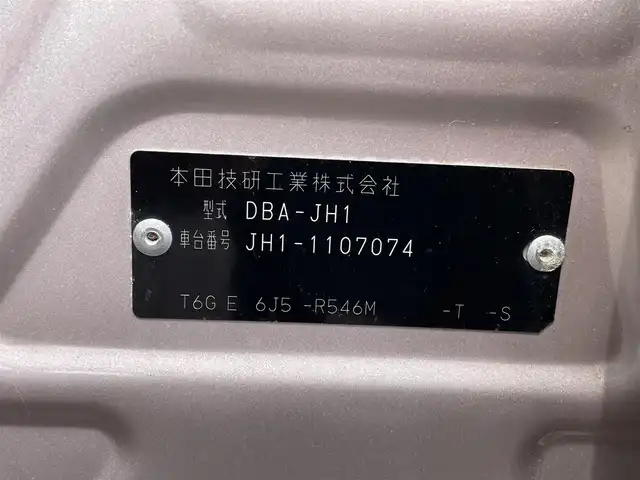 本田技研工業株式会社
型式 DBA-JH1
車台番号 JH1-1107074
T6G E 6J5 -R546M -T -S